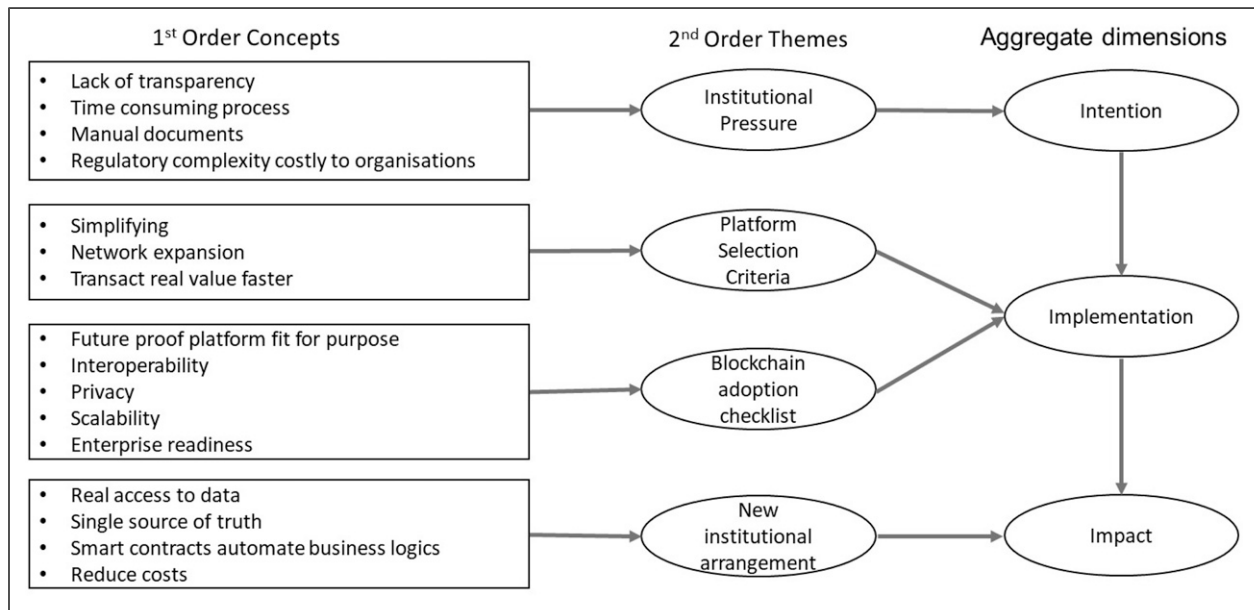 1st Order Concepts
2nd Order Themes
Aggregate dimensions
• Lack of transparency
• Time consuming process
• Manual documents
• Regulatory complexity costly to organisations
Institutional
Pressure
Intention
• Simplifying
• Network expansion
• Transact real value faster
Platform
Selection
Criteria
Implementation
• Future proof platform fit for purpose
• Interoperability
• Privacy
• Scalability
• Enterprise readiness
Blockchain
adoption
checklist
• Real access to data
• Single source of truth
• Smart contracts automate business logics
• Reduce costs
New
institutional
arrangement
Impact